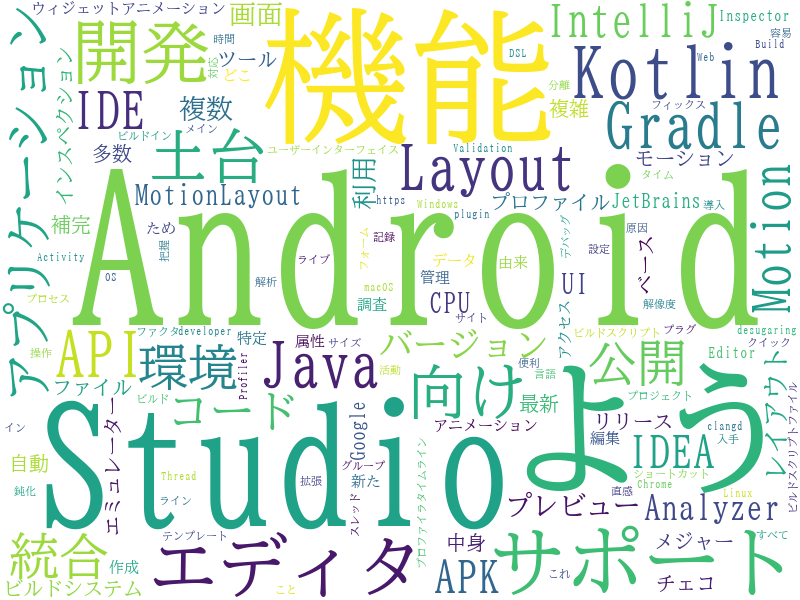 ウィジェットアニメーション
画面
機能
IntelliJ
Inspector
容易
Build
開発
時間
ツール
対応
どこ
DSL
Web
Kotlin
分離
複雑
フィックス
IDE
複数
メイン
ビルドイン
多数
土台
ユーザーインターフェイス
Validation
Layout
Gradle
モーション
タイム
インスペクション
アプリケーション
MotionLayout
利用
https
Windows
プロファイル
JetBrains
導入
plugin
補完
ため
Activity
OS
把握
Android
フォーム
記録
ライブ
解析
データ
由来
デバッグ
設定
原因
ベース
Motion
管理
UI
macOS
CPU
調査
サイト
アクセス
解像度
プロセス
ファクタ
developer
特定
属性
サイズ
バージョン
ビルドスクリプト
プラグ
desugaring
クイック
操作
API
環境
Java
活動
便利
言語
公開
Editor
プロジェクト
レイアウト
ファイル
ビルド
Profiler
向け
最新
コード
Google
アニメーション
リリース
編集
IDEA
clangd
入手
ショートカット
Chrome
ビルドスクリプトファイル
イン
Studio
よう
自動
鈍化
エミュレーター
Thread
ライン
拡張
グループ
新た
スレッド
プロファイラタイムライン
プレビュー
Analyzer
直感
Linux
すべて
統合
テンプレート
エディタ
中身
サポート
メジャー
作成
ビルドシステム
こと
APK
これ
チェコ